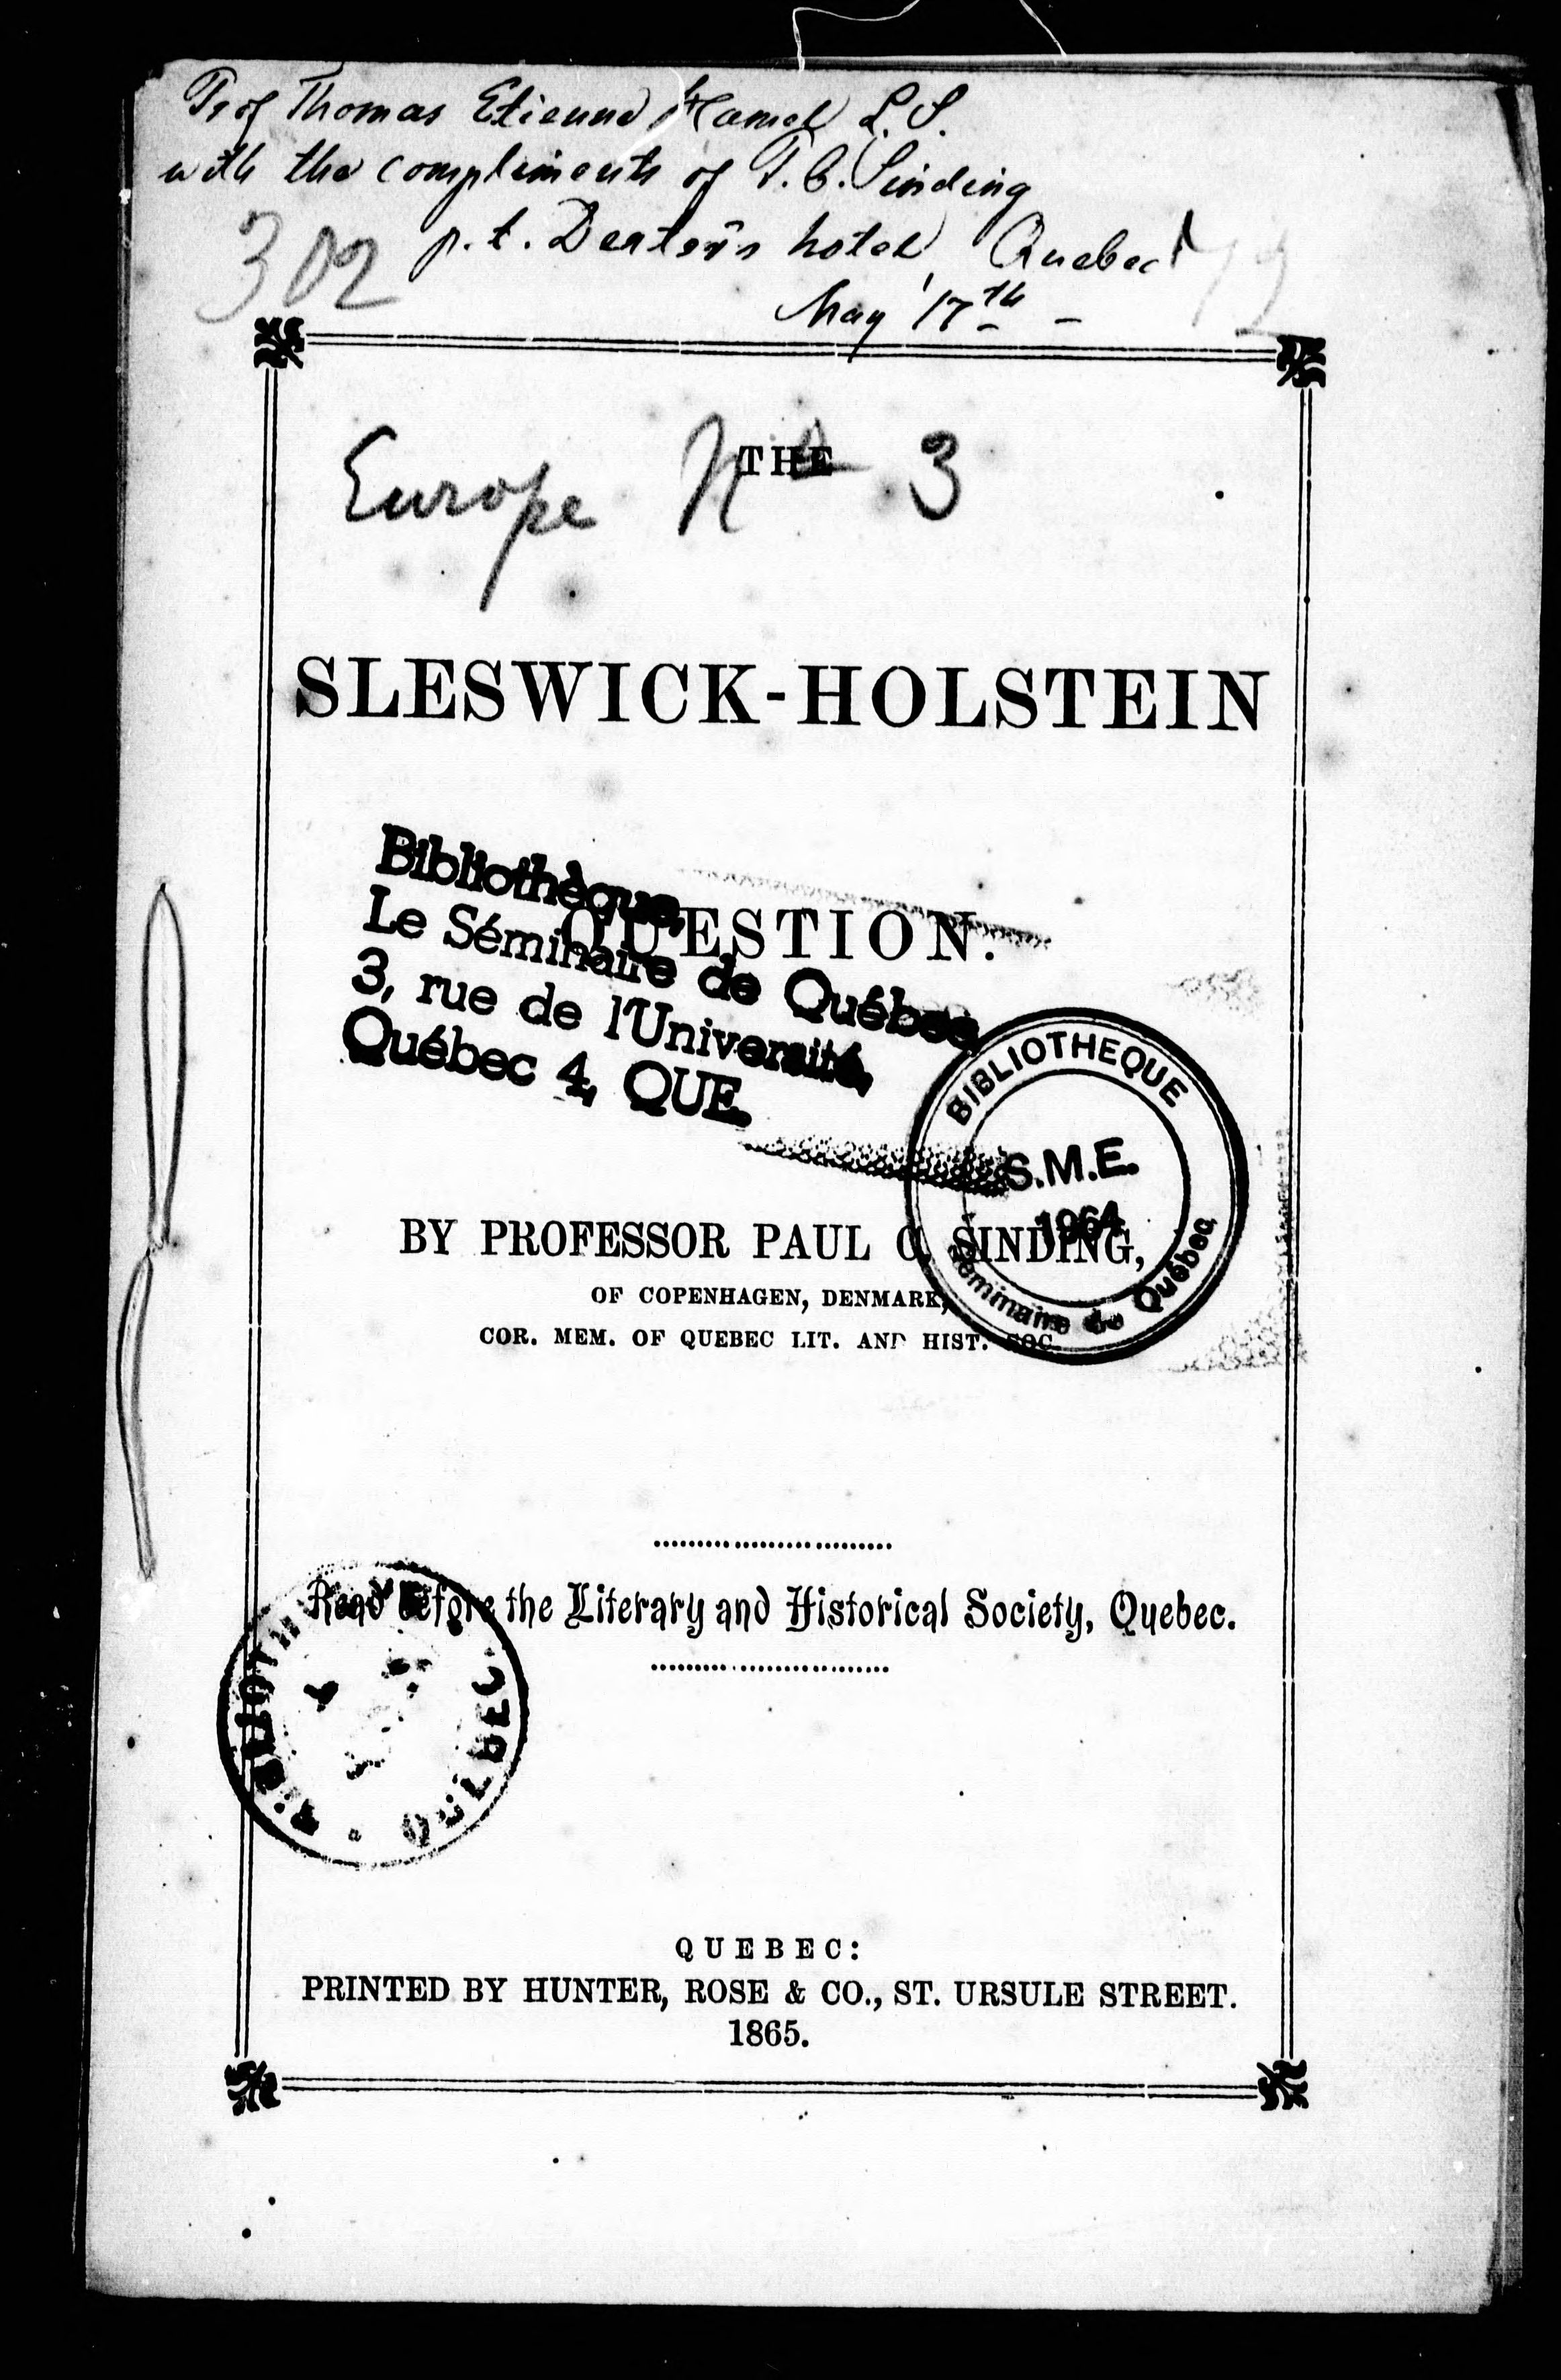 Prof Thomas Etienne Hamel L. S.
with the compliments of P. C. Sinding
p. t. hotel, Quebec
May 17th -
302
72
Europe No 3
THE
SLESWICK-HOLSTEIN
QUESTION.
Bibliothèque,
Le Séminaire de Québec
3, rue de l'Université,
Québec 4, QUE.
BIBLIOTHEQUE
S.M.E.
1964
Séminaire de Québec
BY PROFESSOR PAUL C. SINDING,
OF COPENHAGEN, DENMARK,
COR. MEM. OF QUEBEC LIT. AND HIST. SOC.
Read before the Literary and Historical Society, Quebec.
QUEBEC
QUEBEC:
PRINTED BY HUNTER, ROSE & CO., ST. URSULE STREET.
1865.